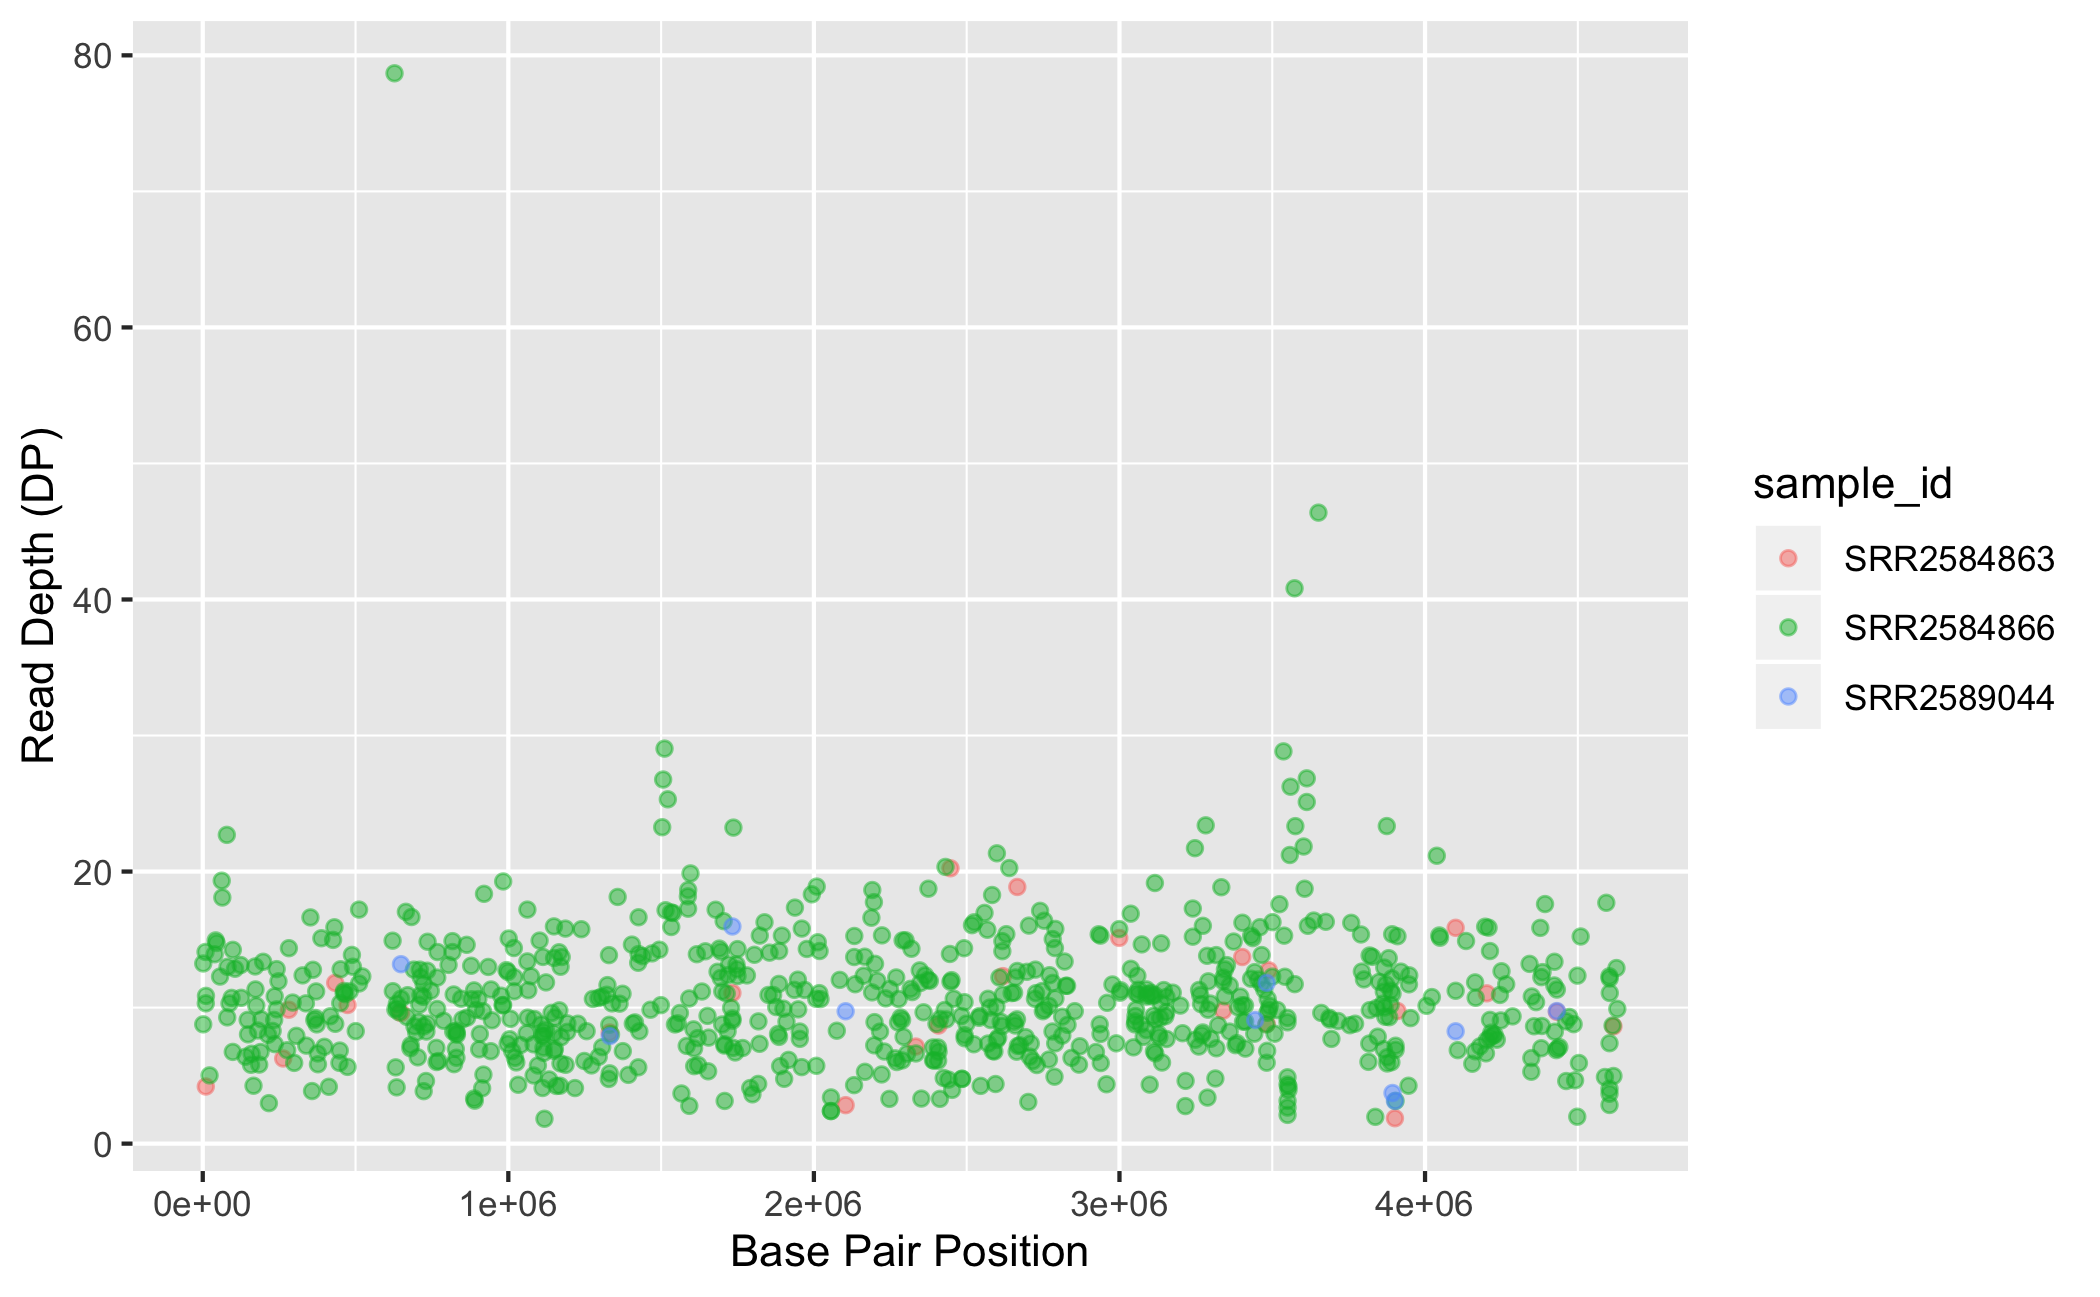 80
60
40
20
0
Read Depth (DP)
0e+00 1e+06 2e+06 3e+06 4e+06
Base Pair Position
sample_id
SRR2584863
SRR2584866
SRR2589044